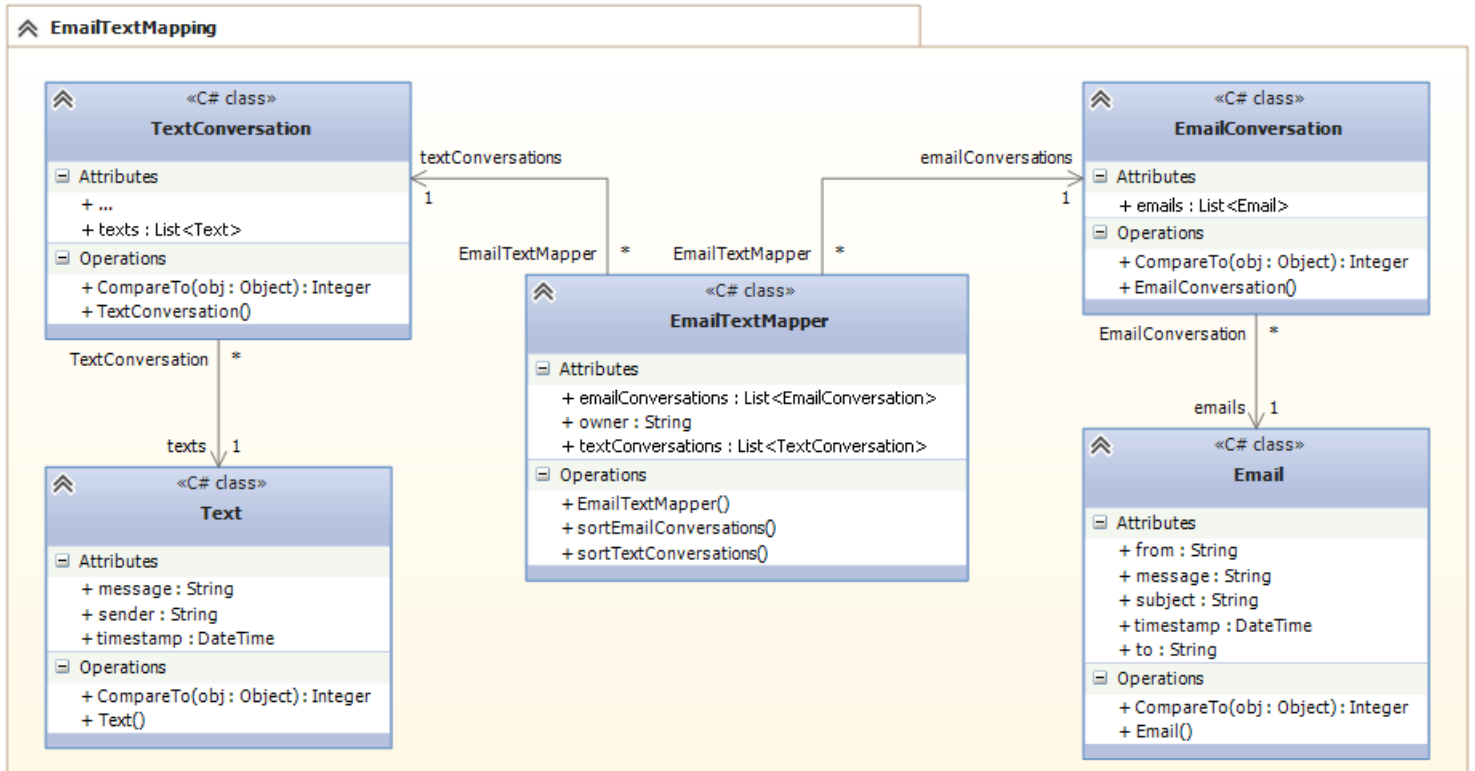 EmailTextMapping
«C# class»
TextConversation
Attributes
+ ...
+ texts : List<Text>
Operations
+ CompareTo(obj : Object) : Integer
+ TextConversation()
textConversations
1
EmailTextMapper
*
emailConversations
1
EmailTextMapper
*
«C# class»
EmailConversation
Attributes
+ emails : List<Email>
Operations
+ CompareTo(obj : Object) : Integer
+ EmailConversation()
«C# class»
EmailTextMapper
Attributes
+ emailConversations : List<EmailConversation>
+ owner : String
+ textConversations : List<TextConversation>
Operations
+ EmailTextMapper()
+ sortEmailConversations()
+ sortTextConversations()
TextConversation
*
texts
1
«C# class»
Text
Attributes
+ message : String
+ sender : String
+ timestamp : DateTime
Operations
+ CompareTo(obj : Object) : Integer
+ Text()
EmailConversation
*
emails
1
«C# class»
Email
Attributes
+ from : String
+ message : String
+ subject : String
+ timestamp : DateTime
+ to : String
Operations
+ CompareTo(obj : Object) : Integer
+ Email()